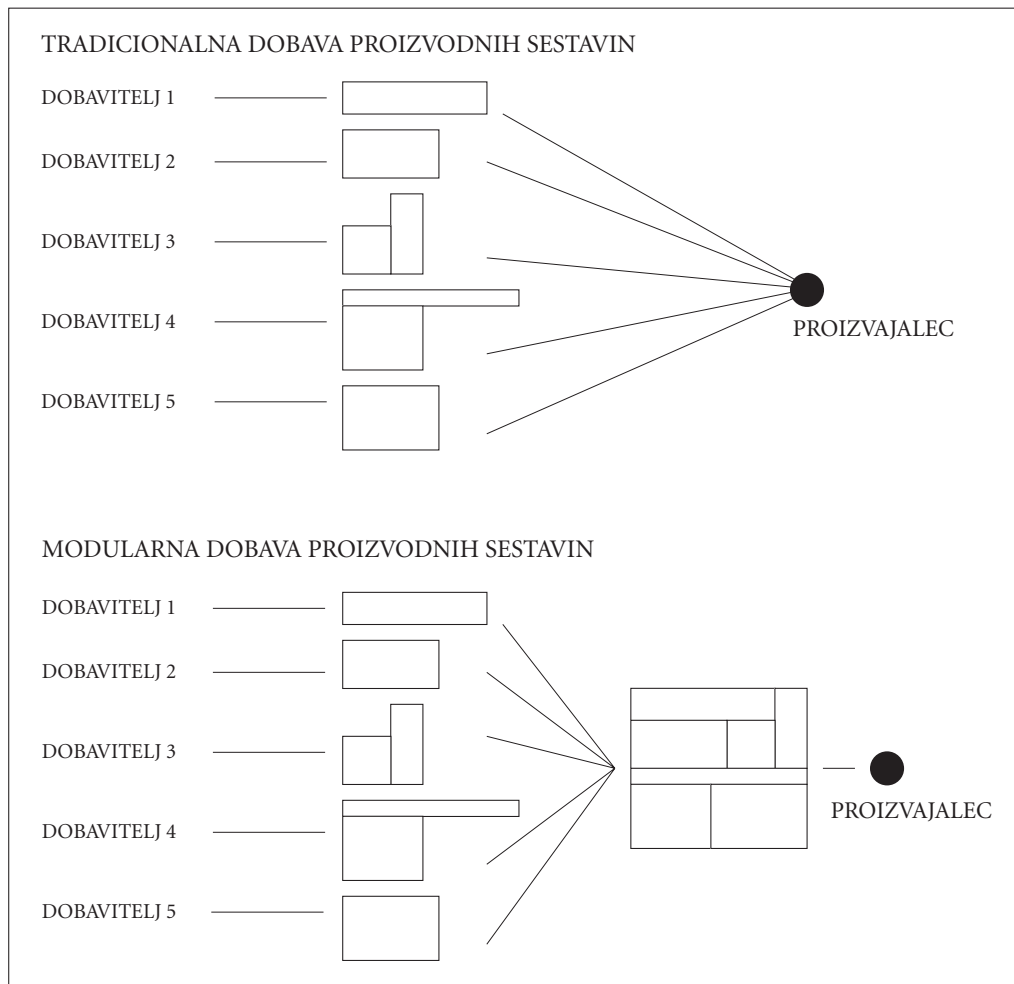 TRADICIONALNA DOBAVA PROIZVODNIH SESTAVIN
DOBAVITELJ 1
DOBAVITELJ 2
DOBAVITELJ 3
DOBAVITELJ 4
DOBAVITELJ 5
PROIZVAJALEC
MODULARNA DOBAVA PROIZVODNIH SESTAVIN
DOBAVITELJ 1
DOBAVITELJ 2
DOBAVITELJ 3
DOBAVITELJ 4
DOBAVITELJ 5
PROIZVAJALEC